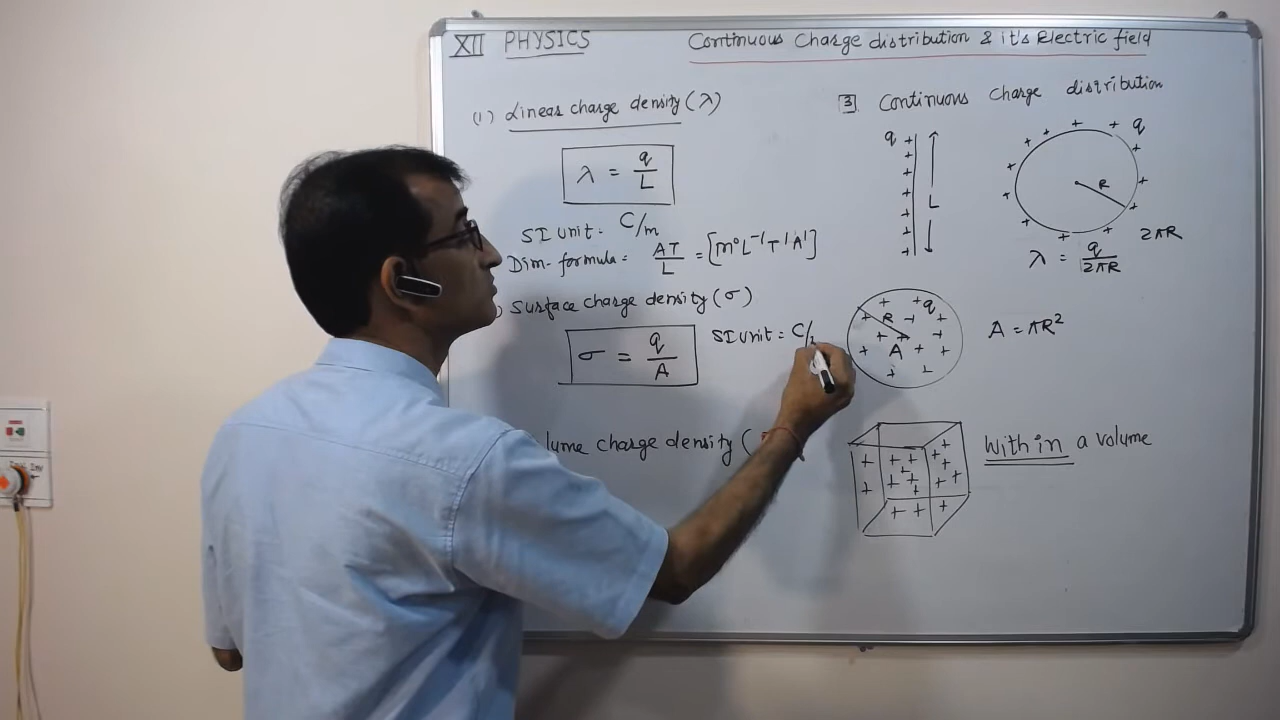 XII PHYSICS
Continuous Charge distribution & it's Electric field
(1) Linear charge density (λ)
λ = q/L
SI unit = C/m
Dim-formula = AT/L = [M⁰L⁻¹T¹A¹]
) Surface charge density (σ)
σ = q/A
SI unit = C/
lume charge density (
3 Continuous Charge distribution
q
+ + + + + + + +
L
q
+ + + + + + + + + + + +
R
2πR
λ = q/2πR
q
R
A
+ + + + + + + + + + + + +
A = πR²
With in a volume
+ + + + + + + + + + + + + + + +